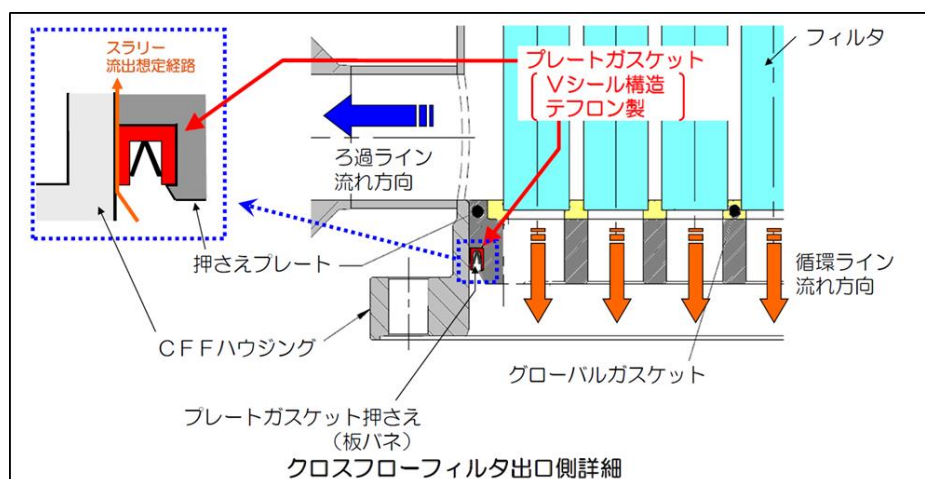 スラリー
流出想定経路
プレートガスケット
Vシール構造
テフロン製
フィルタ
ろ過ライン
流れ方向
押さえプレート
循環ライン
流れ方向
CFFハウジング
グローバルガスケット
プレートガスケット押さえ
(板バネ)
クロスフローフィルタ出口側詳細